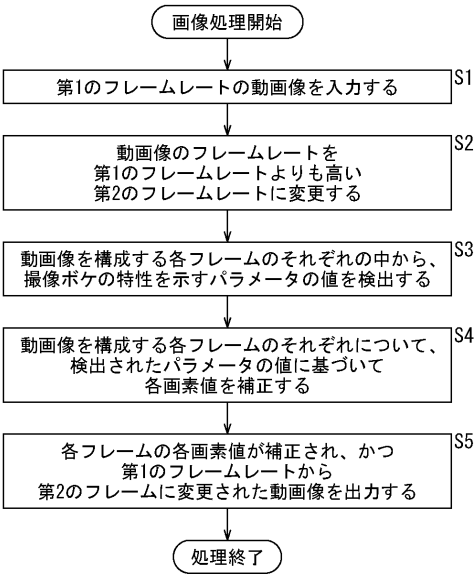 画像処理開始
S1
第1のフレームレートの動画像を入力する
S2
動画像のフレームレートを
第1のフレームレートよりも高い
第2のフレームレートに変更する
S3
動画像を構成する各フレームのそれぞれの中から、
撮像ボケの特性を示すパラメータの値を検出する
S4
動画像を構成する各フレームのそれぞれについて、
検出されたパラメータの値に基づいて
各画素値を補正する
S5
各フレームの各画素値が補正され、かつ
第1のフレームレートから
第2のフレームに変更された動画像を出力する
処理終了